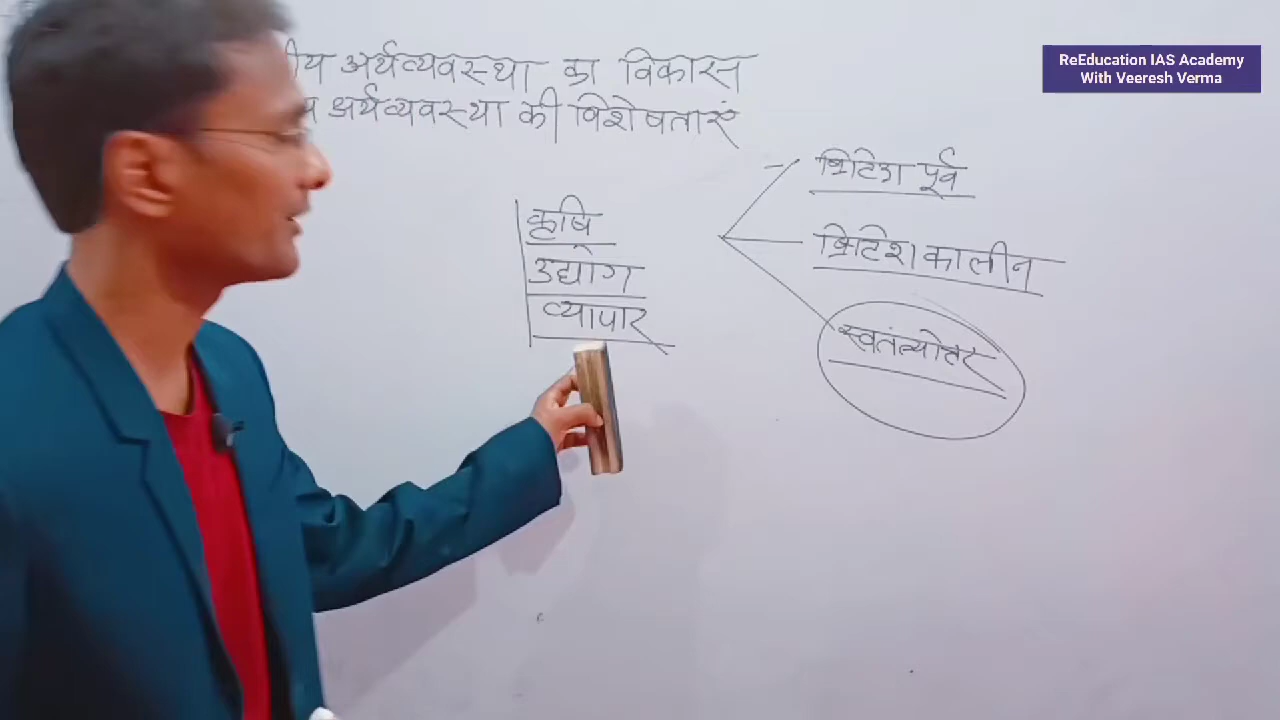 ReEducation IAS Academy
With Veeresh Verma
अर्थव्यवस्था का विकास
अर्थव्यवस्था की विशेषताएं
कृषि
उद्योग
व्यापार
ब्रिटिश पूर्व
ब्रिटिश कालीन
स्वतंत्र्योत्तर